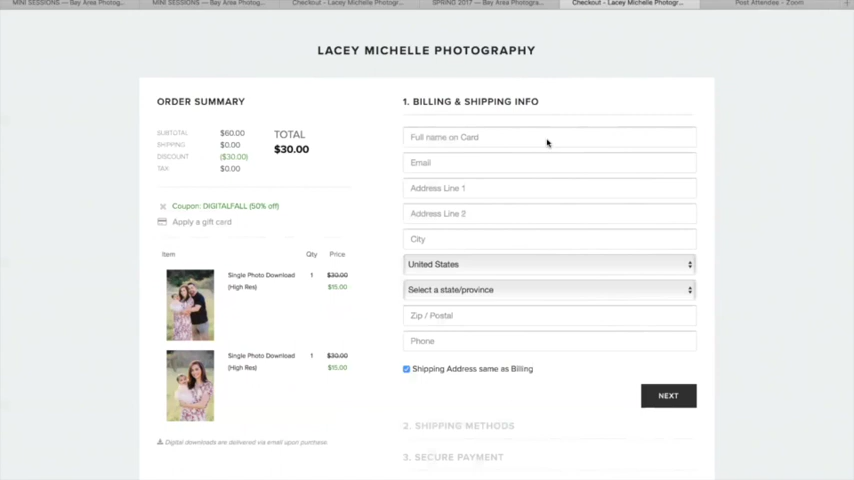 MINI SESSIONS — Bay Area Photog...
MINI SESSIONS — Bay Area Photog...
Checkout - Lacey Michelle Photogr...
SPRING 2017 — Bay Area Photogra...
Checkout - Lacey Michelle Photogr...
Post Attendee - Zoom
LACEY MICHELLE PHOTOGRAPHY
ORDER SUMMARY
SUBTOTAL $60.00
SHIPPING $0.00
DISCOUNT ($30.00)
TAX $0.00
TOTAL
$30.00
Coupon: DIGITALFALL (50% off)
Apply a gift card
Item Qty Price
Single Photo Download 1 $30.00
(High Res) $15.00
Single Photo Download 1 $30.00
(High Res) $15.00
Digital downloads are delivered via email upon purchase.
1. BILLING & SHIPPING INFO
Full name on Card
Email
Address Line 1
Address Line 2
City
United States
Select a state/province
Zip / Postal
Phone
Shipping Address same as Billing
NEXT
2. SHIPPING METHODS
3. SECURE PAYMENT